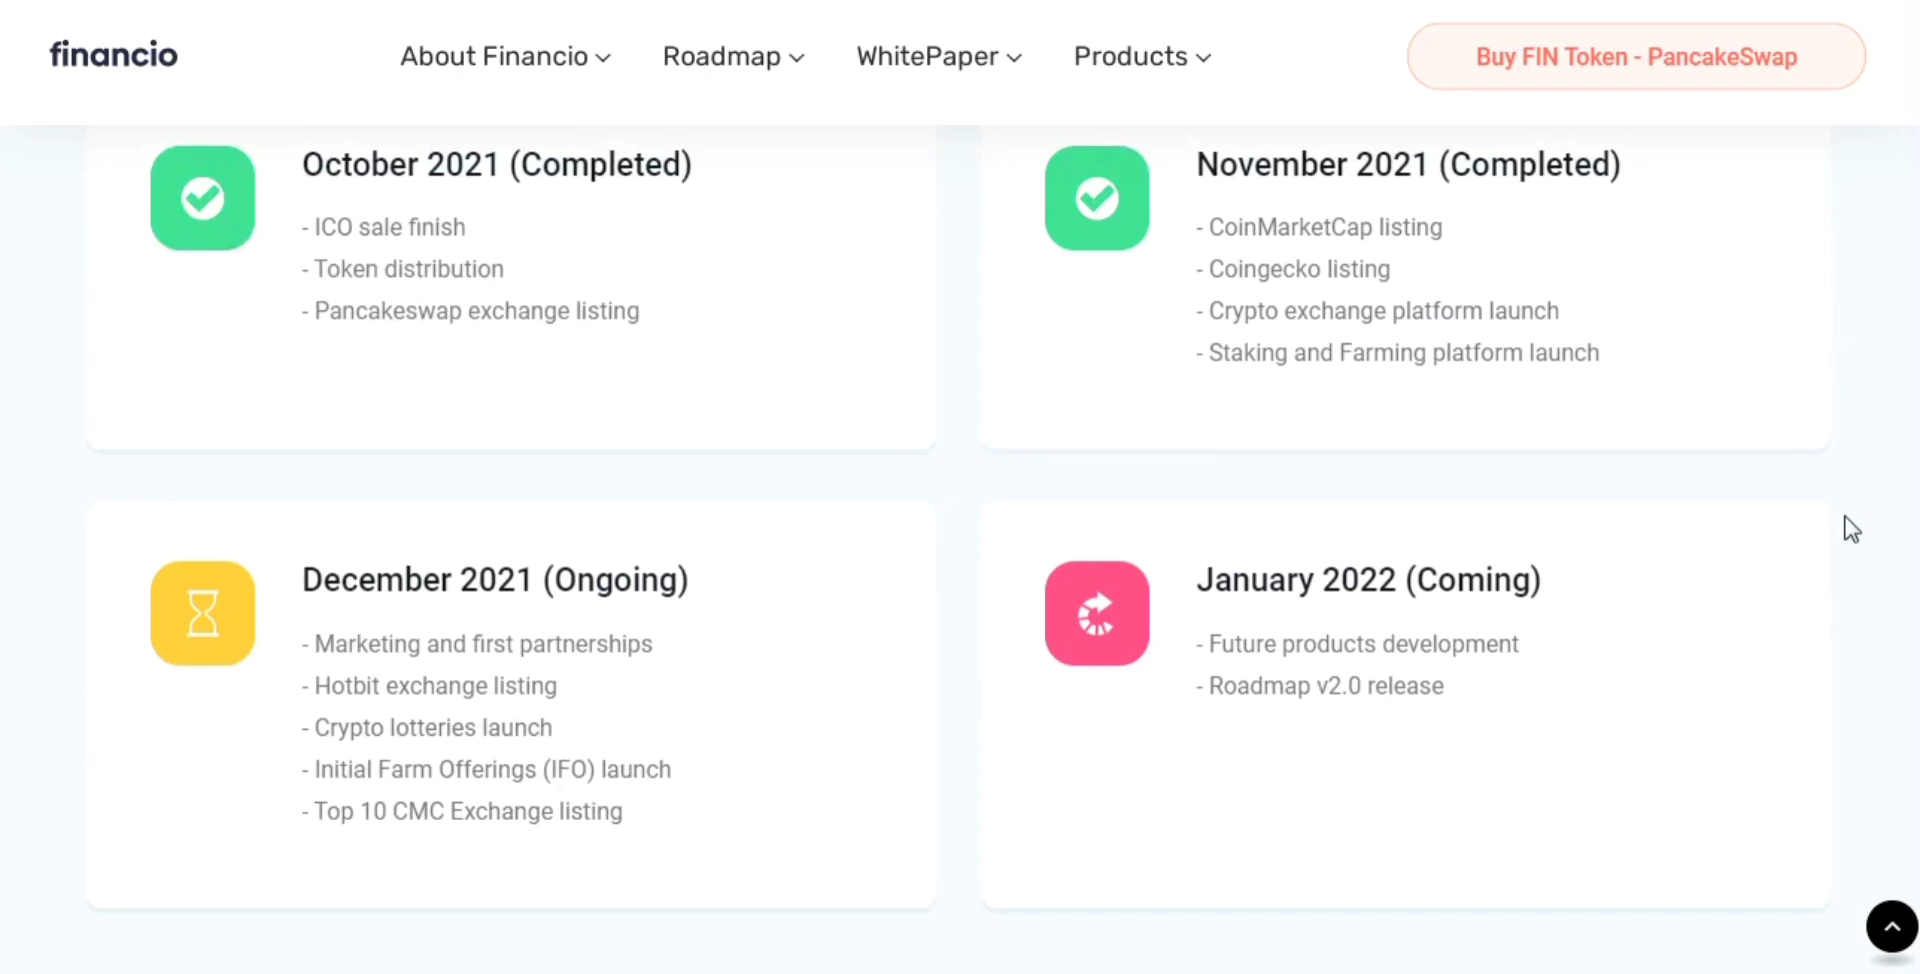 financio
About Financio
Roadmap
WhitePaper
Products
Buy FIN Token - PancakeSwap
October 2021 (Completed)
- ICO sale finish
- Token distribution
- Pancakeswap exchange listing
November 2021 (Completed)
- CoinMarketCap listing
- Coingecko listing
- Crypto exchange platform launch
- Staking and Farming platform launch
December 2021 (Ongoing)
- Marketing and first partnerships
- Hotbit exchange listing
- Crypto lotteries launch
- Initial Farm Offerings (IFO) launch
- Top 10 CMC Exchange listing
January 2022 (Coming)
- Future products development
- Roadmap v2.0 release